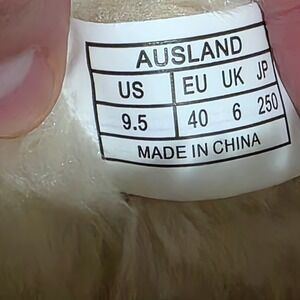 AUSLAND
US EU UK JP
9.5 40 6 250
MADE IN CHINA